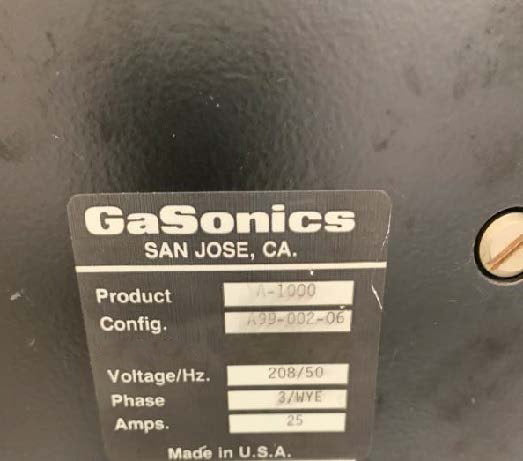 GaSonics
SAN JOSE, CA.
Product A-1000
Config. A99-002-06
Voltage/Hz. 208/50
Phase 3/WYE
Amps. 25
Made in U.S.A.